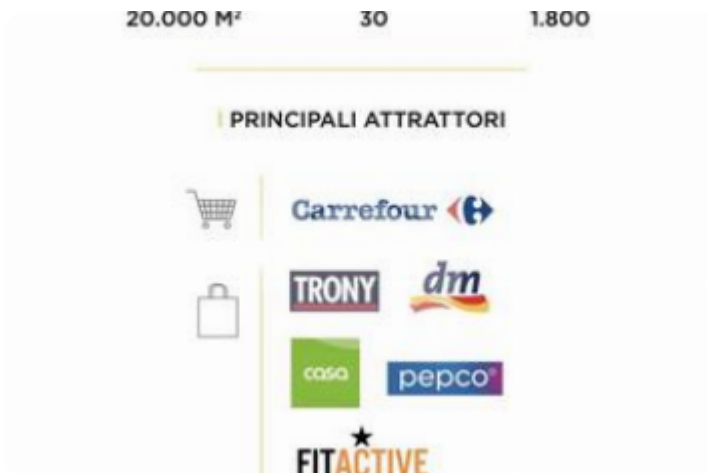 20.000 M² 30 1.800
PRINCIPALI ATTRATTORI
Carrefour
TRONY dm
casa pepco®
FITACTIVE